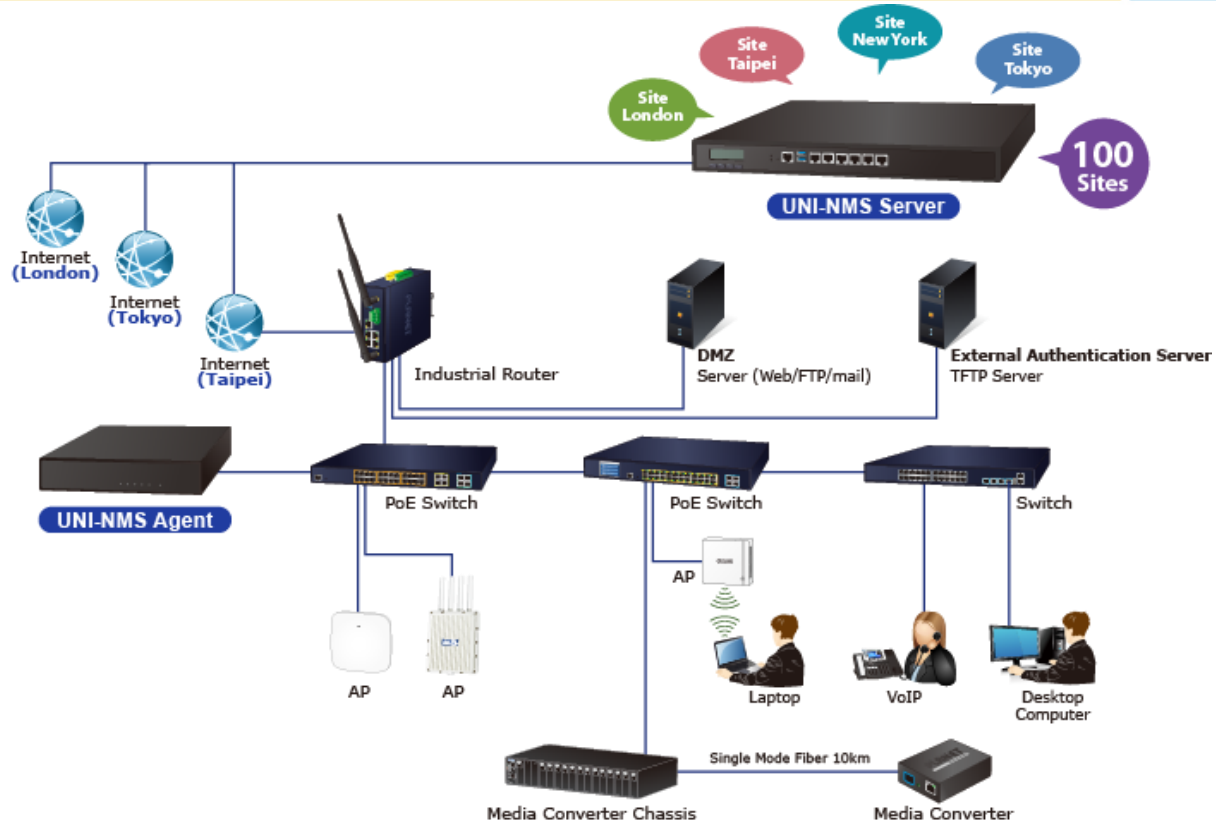 Site
New York
Site
Taipei
Site
Tokyo
Site
London
100
Sites
UNI-NMS Server
Internet
(London)
Internet
(Tokyo)
Internet
(Taipei)
PLANET
Industrial Router
DMZ
Server (Web/FTP/mail)
External Authentication Server
TFTP Server
UNI-NMS Agent
PoE Switch
PoE Switch
Switch
AP
AP
AP
Laptop
VoIP
Desktop
Computer
Single Mode Fiber 10km
Media Converter Chassis
Media Converter